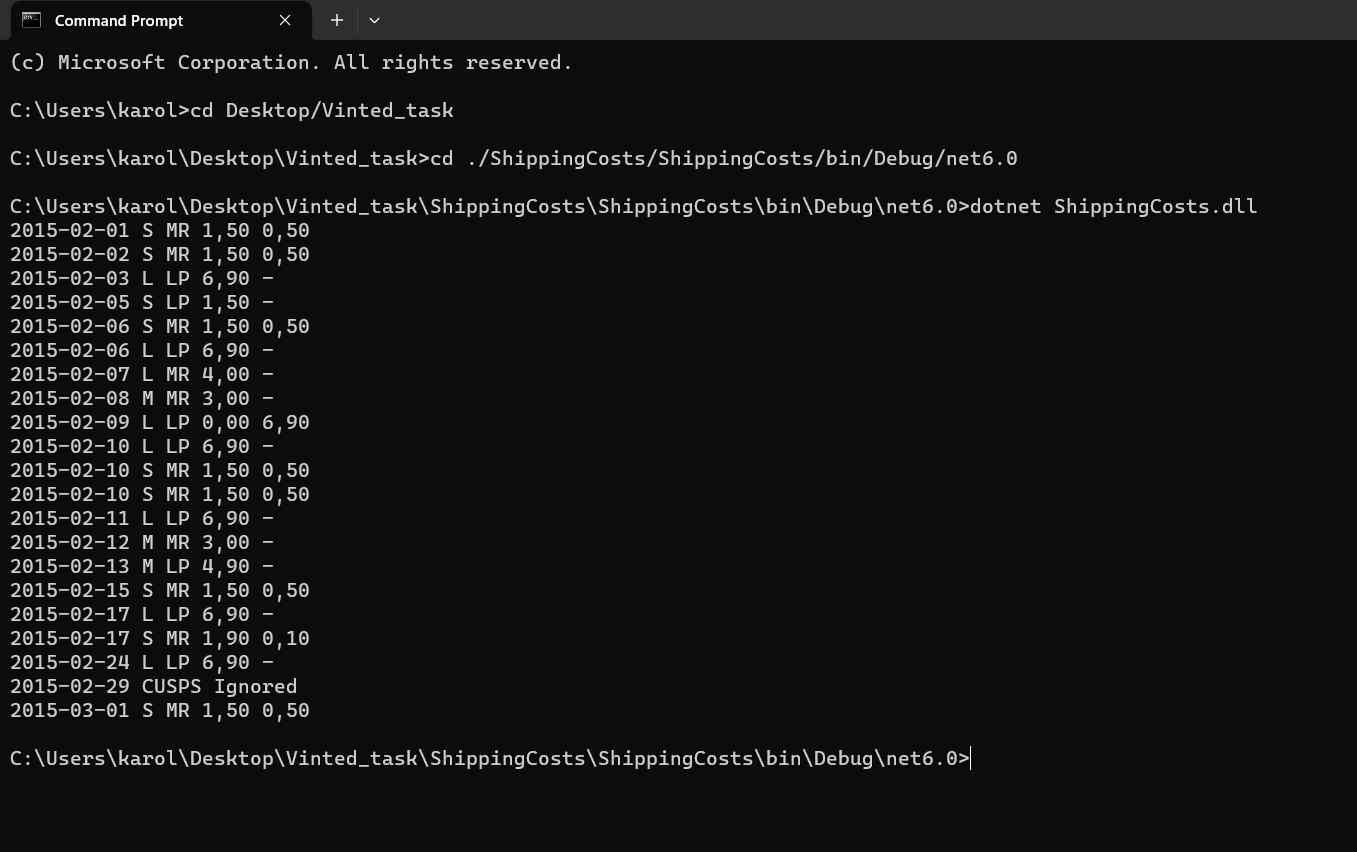 Command Prompt
(c) Microsoft Corporation. All rights reserved.
C:\Users\karol>cd Desktop/Vinted_task
C:\Users\karol\Desktop\Vinted_task>cd ./ShippingCosts/ShippingCosts/bin/Debug/net6.0
C:\Users\karol\Desktop\Vinted_task\ShippingCosts\ShippingCosts\bin\Debug\net6.0>dotnet ShippingCosts.dll
2015-02-01 S MR 1,50 0,50
2015-02-02 S MR 1,50 0,50
2015-02-03 L LP 6,90 -
2015-02-05 S LP 1,50 -
2015-02-06 S MR 1,50 0,50
2015-02-06 L LP 6,90 -
2015-02-07 L MR 4,00 -
2015-02-08 M MR 3,00 -
2015-02-09 L LP 0,00 6,90
2015-02-10 L LP 6,90 -
2015-02-10 S MR 1,50 0,50
2015-02-10 S MR 1,50 0,50
2015-02-11 L LP 6,90 -
2015-02-12 M MR 3,00 -
2015-02-13 M LP 4,90 -
2015-02-15 S MR 1,50 0,50
2015-02-17 L LP 6,90 -
2015-02-17 S MR 1,90 0,10
2015-02-24 L LP 6,90 -
2015-02-29 CUSPS Ignored
2015-03-01 S MR 1,50 0,50
C:\Users\karol\Desktop\Vinted_task\ShippingCosts\ShippingCosts\bin\Debug\net6.0>